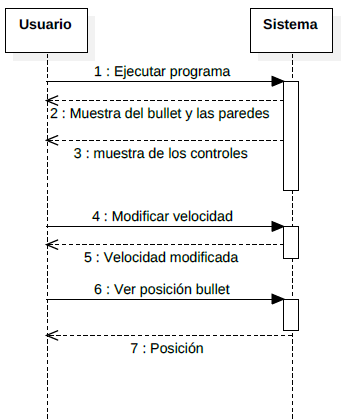 Usuario
Sistema
1 : Ejecutar programa
2 : Muestra del bullet y las paredes
3 : muestra de los controles
4 : Modificar velocidad
5 : Velocidad modificada
6 : Ver posición bullet
7 : Posición